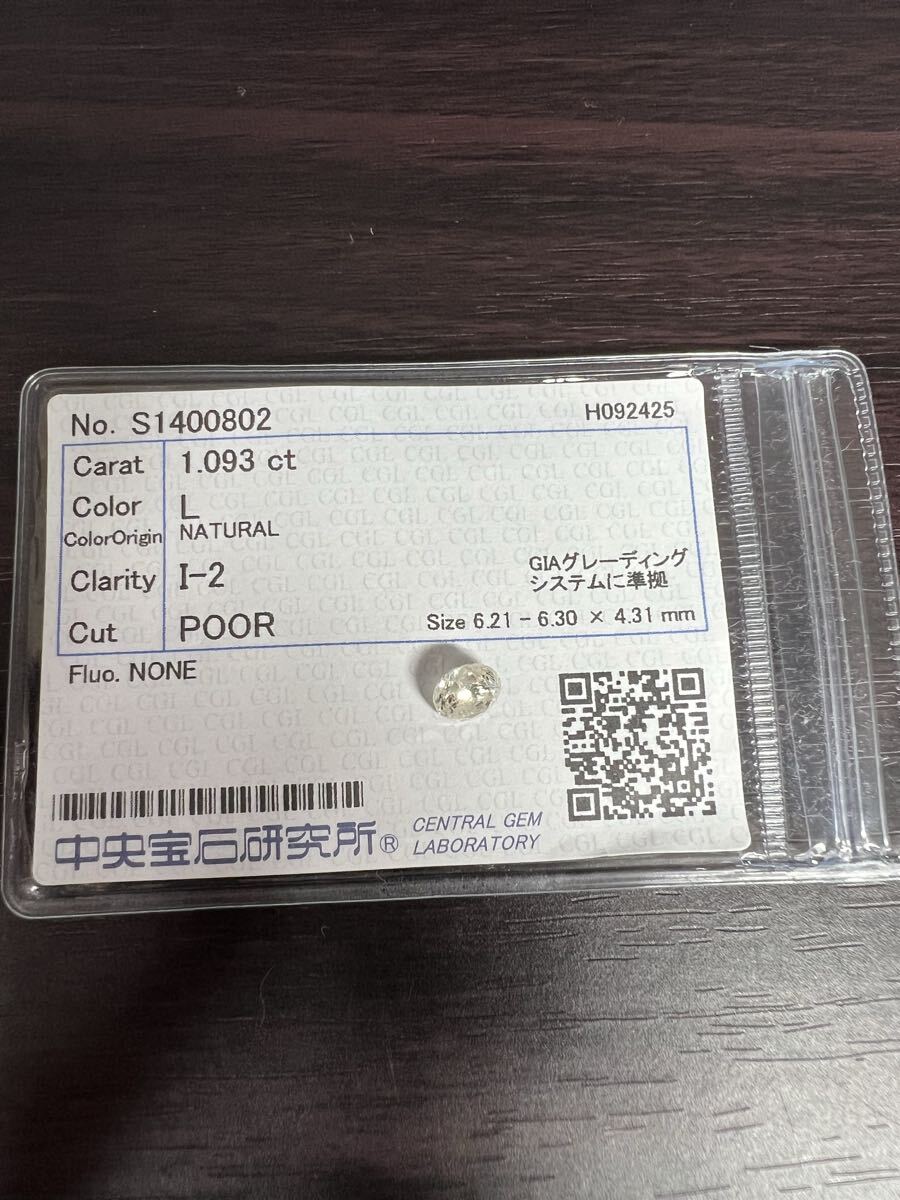 No. S1400802 H092425
Carat 1.093 ct
Color L
ColorOrigin NATURAL
Clarity I-2 GIAグレーディング
システムに準拠
Cut POOR Size 6.21 - 6.30 × 4.31 mm
Fluo. NONE
中央宝石研究所® CENTRAL GEM
LABORATORY